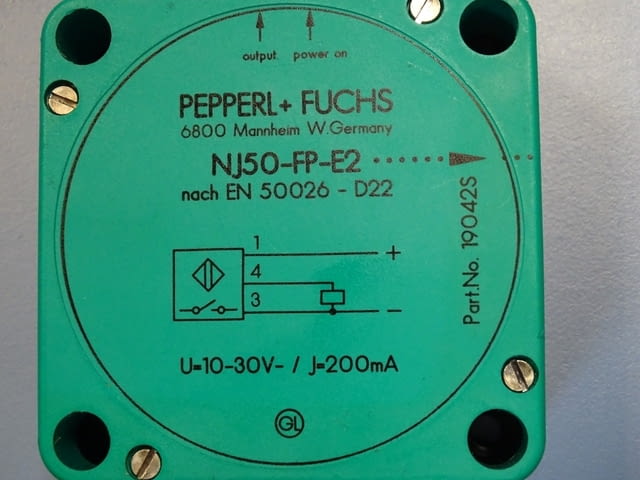 output power on
PEPPERL+ FUCHS
6800 Mannheim W.Germany
NJ50-FP-E2
nach EN 50026 - D22
Part.No. 19042S
1 +
4
3 -
U=10-30V- / J=200mA
GL